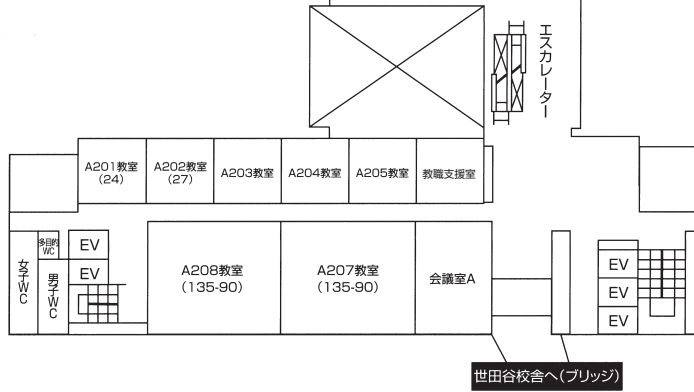 エスカレーター
A201教室
(24)
A202教室
(27)
A203教室
A204教室
A205教室
教職支援室
女子WC
多目的
WC
男子WC
EV
EV
A208教室
(135-90)
A207教室
(135-90)
会議室A
EV
EV
EV
世田谷校舎へ(ブリッジ)